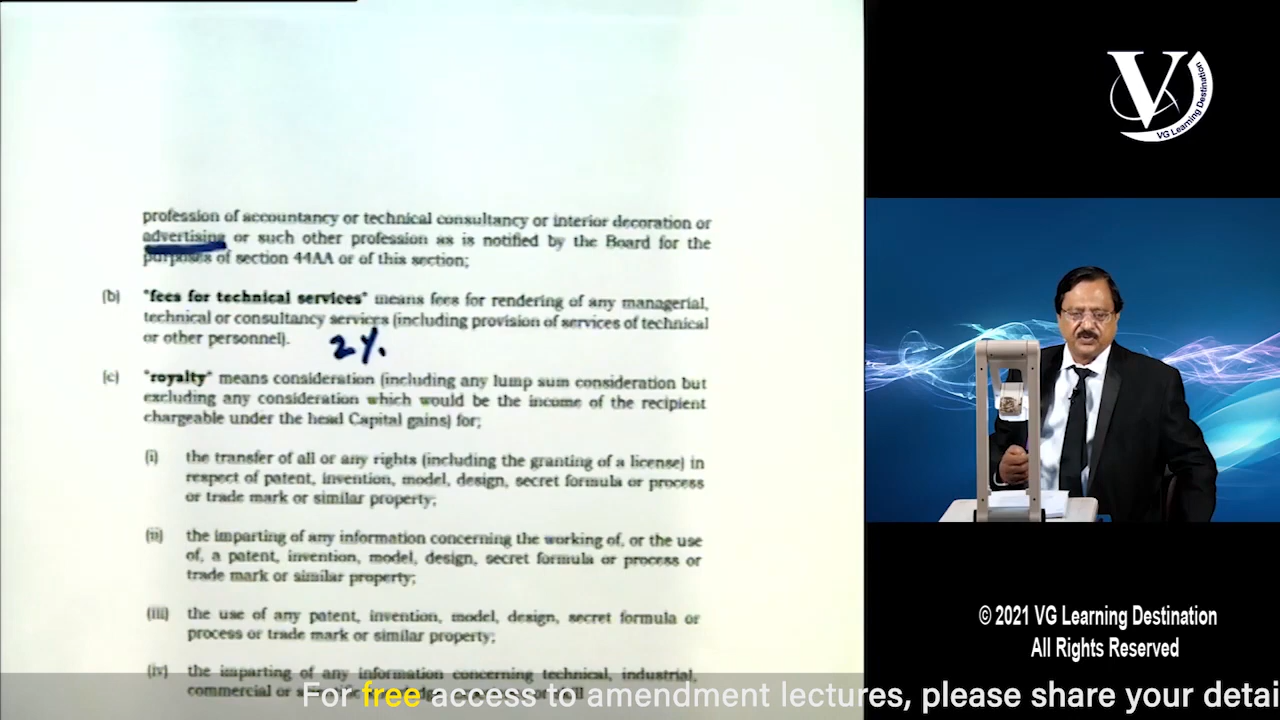 profession of accountancy or technical consultancy or interior decoration or
advertising or such other profession as is notified by the Board for the
purposes of section 44AA or of this section;
(b) "fees for technical services" means fees for rendering of any managerial,
technical or consultancy services (including provision of services of technical
or other personnel).
2%.
(c) "royalty" means consideration (including any lump sum consideration but
excluding any consideration which would be the income of the recipient
chargeable under the head Capital gains) for;
(i) the transfer of all or any rights (including the granting of a license) in
respect of patent, invention, model, design, secret formula or process
or trade mark or similar property;
(ii) the imparting of any information concerning the working of, or the use
of, a patent, invention, model, design, secret formula or process or
trade mark or similar property;
(iii) the use of any patent, invention, model, design, secret formula or
process or trade mark or similar property;
(iv) the imparting of any information concerning technical, industrial,
commercial or
For free access to amendment lectures, please share your detai
V
VG Learning Destination
© 2021 VG Learning Destination
All Rights Reserved